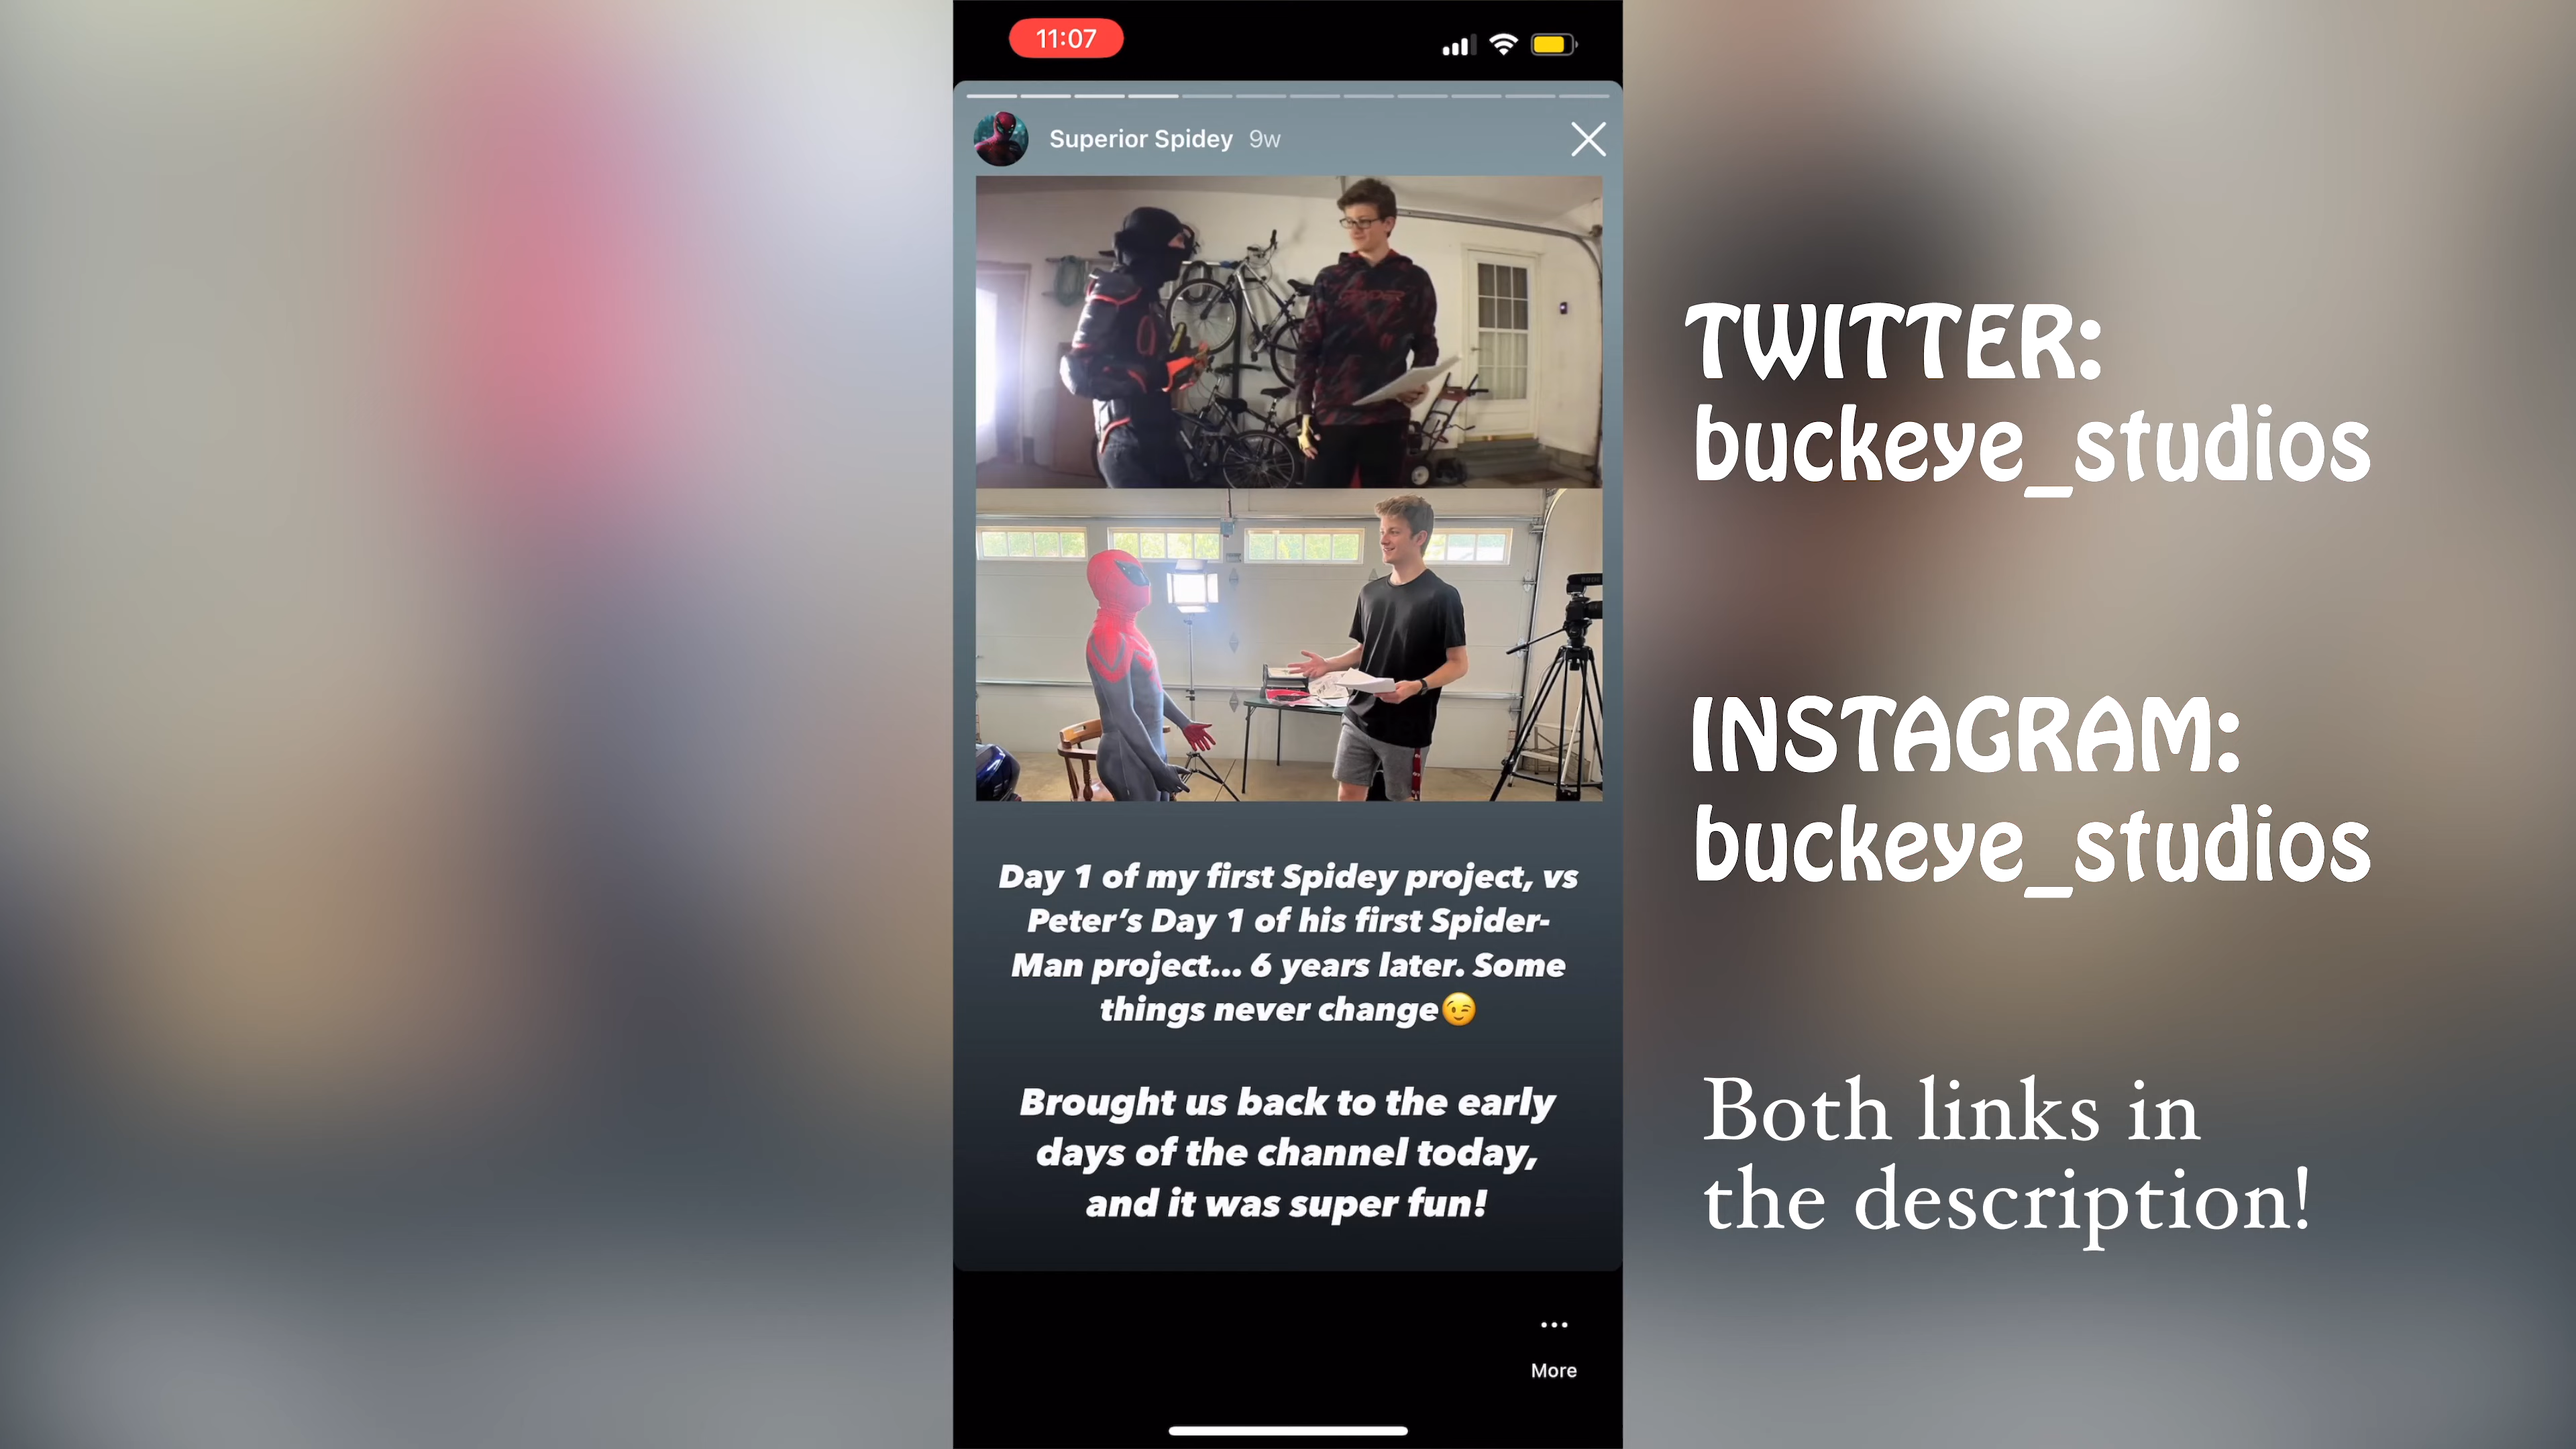 11:07
Superior Spidey 9w
Day 1 of my first Spidey project, vs
Peter’s Day 1 of his first Spider-
Man project... 6 years later. Some
things never change😉
Brought us back to the early
days of the channel today,
and it was super fun!
More
TWITTER:
buckeye_studios
INSTAGRAM:
buckeye_studios
Both links in
the description!